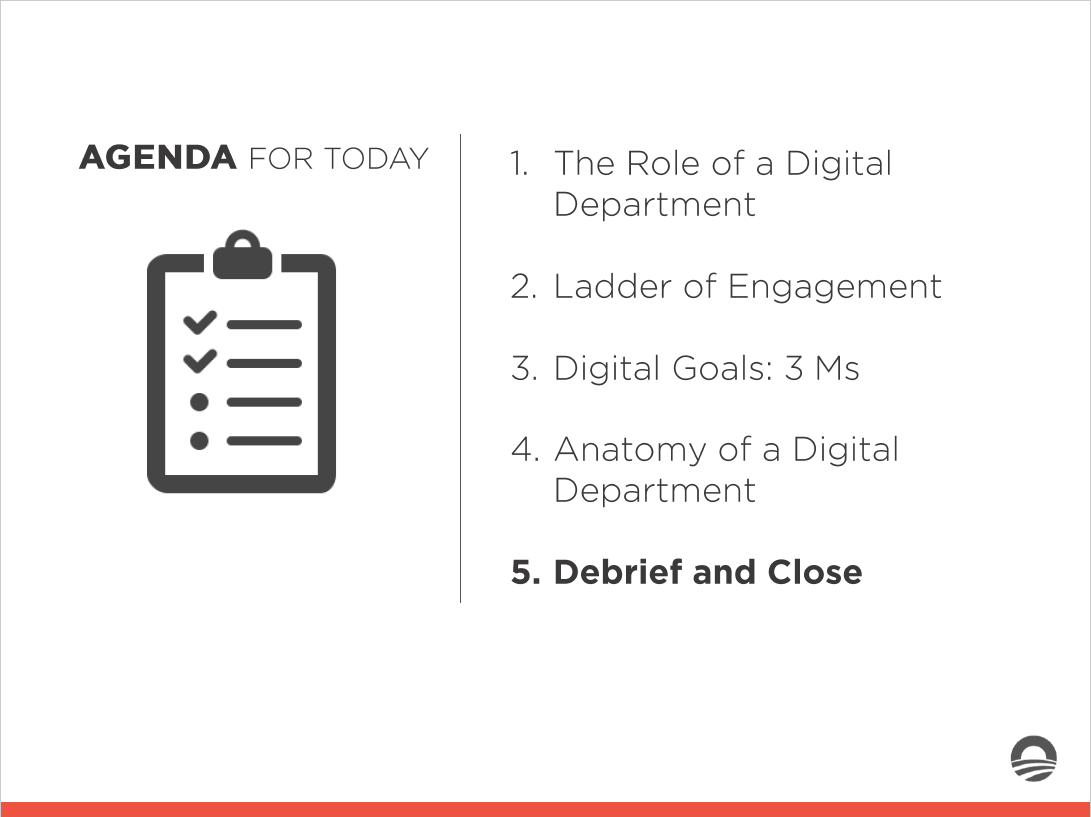 AGENDA FOR TODAY
1. The Role of a Digital
Department
2. Ladder of Engagement
3. Digital Goals: 3 Ms
4. Anatomy of a Digital
Department
5. Debrief and Close